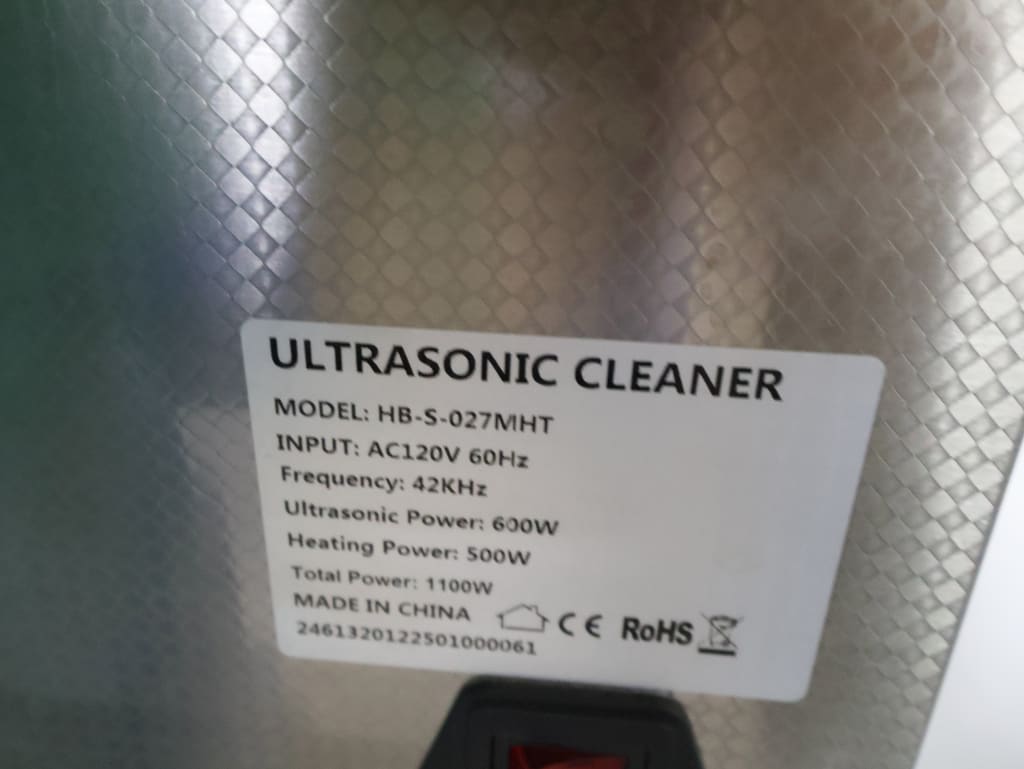 ULTRASONIC CLEANER
MODEL: HB-S-027MHT
INPUT: AC120V 60Hz
Frequency: 42KHz
Ultrasonic Power: 600W
Heating Power: 500W
Total Power: 1100W
MADE IN CHINA CE RoHS
2461320122501000061